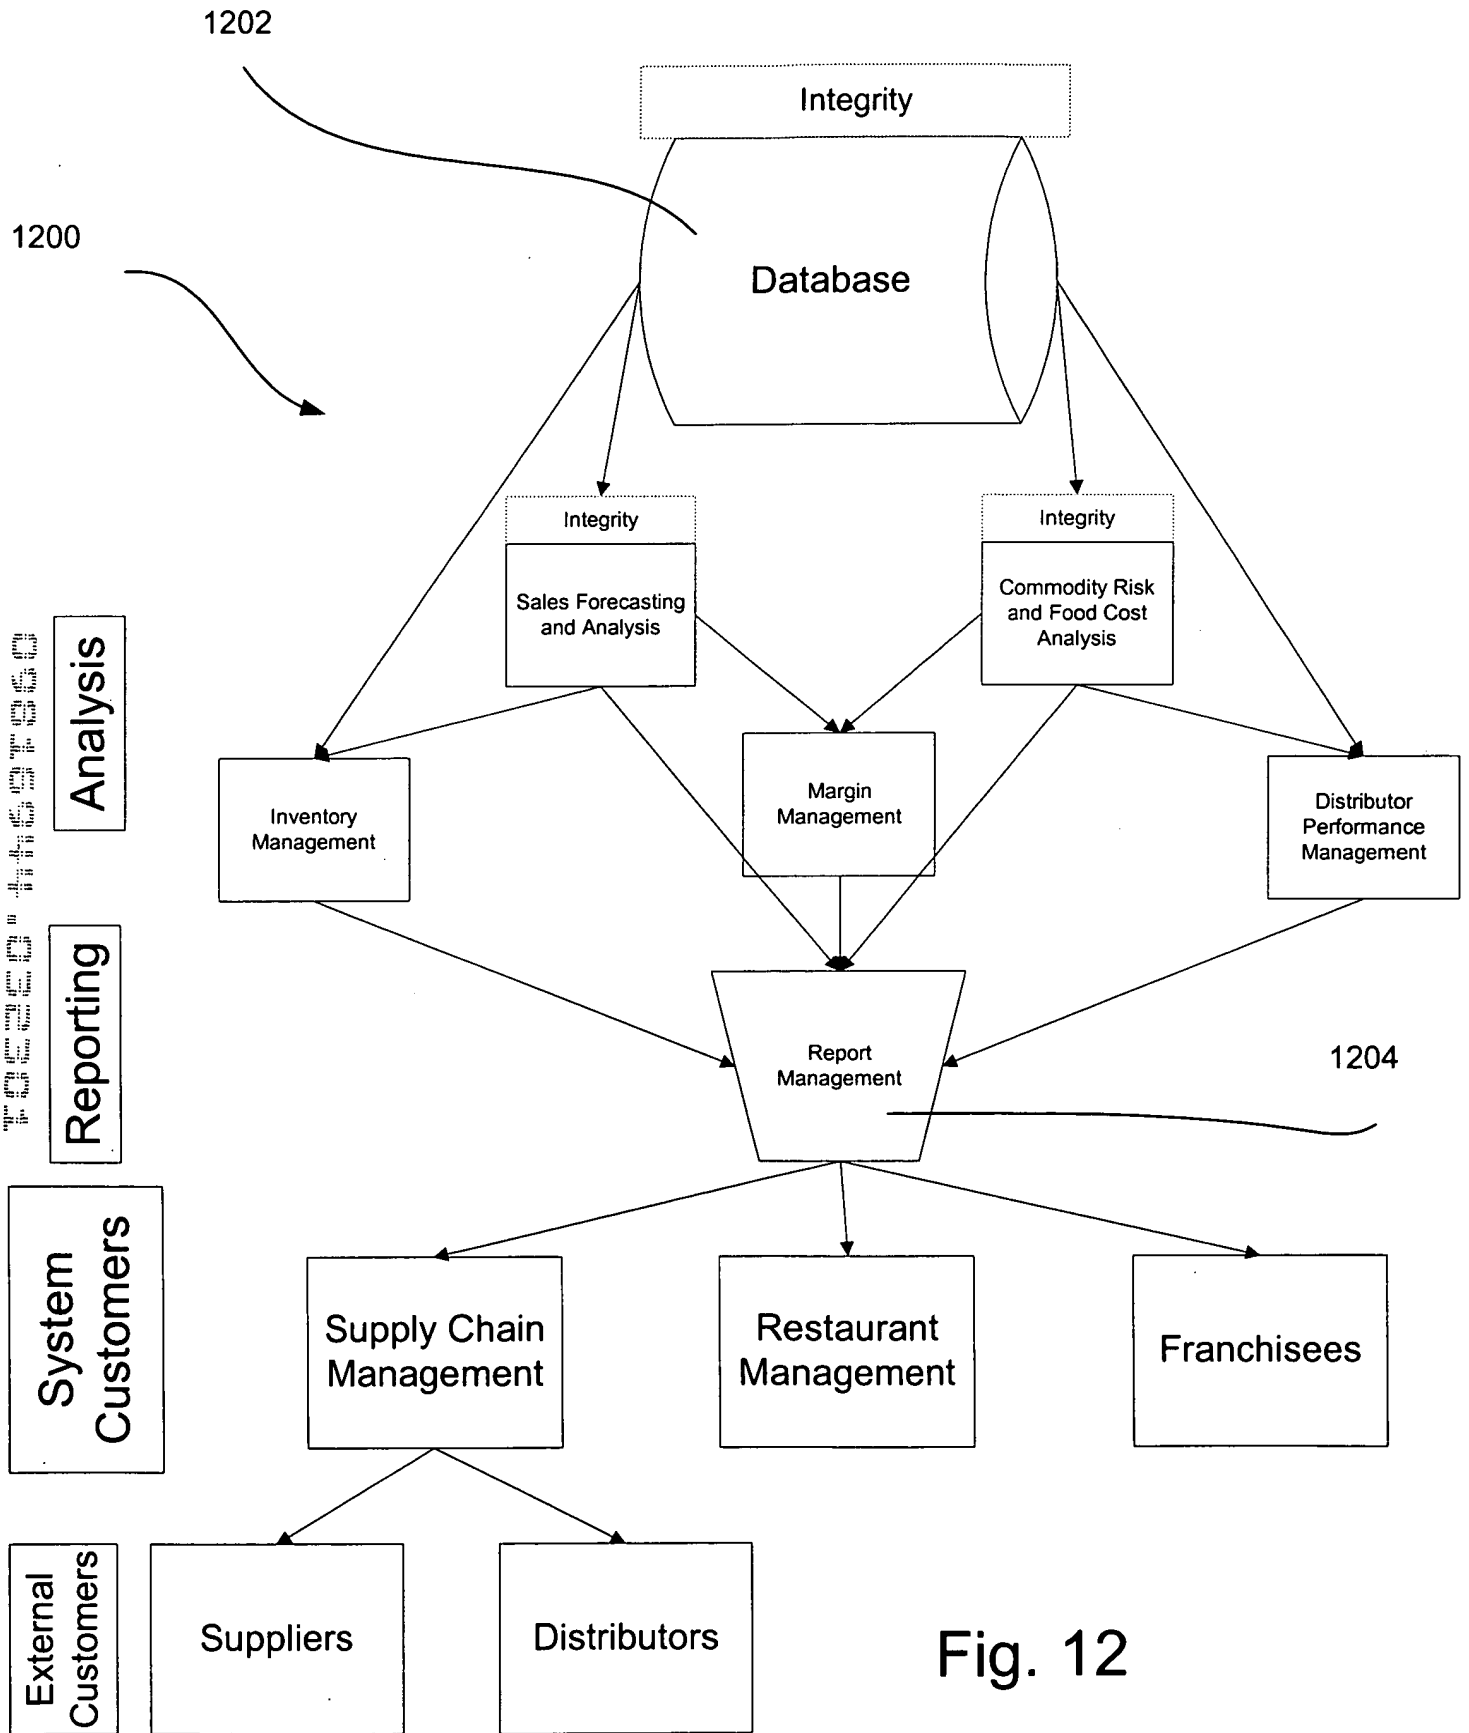 1202
Integrity
1200
Database
Integrity
Integrity
Sales Forecasting
and Analysis
Commodity Risk
and Food Cost
Analysis
Analysis
Inventory
Management
Margin
Management
Distributor
Performance
Management
Reporting
Report
Management
1204
System
Customers
Supply Chain
Management
Restaurant
Management
Franchisees
External
Customers
Suppliers
Distributors
Fig. 12